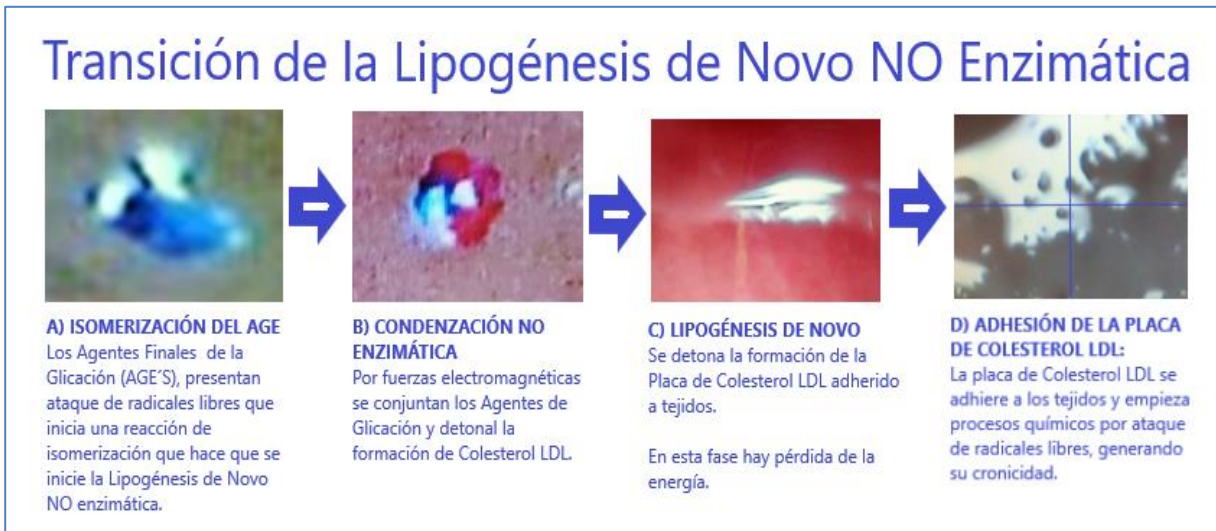 Transición de la Lipogénesis de Novo NO Enzimática
A) ISOMERIZACIÓN DEL AGE
Los Agentes Finales de la
Glicación (AGE´S), presentan
ataque de radicales libres que
inicia una reacción de
isomerización que hace que se
inicie la Lipogénesis de Novo
NO enzimática.
B) CONDENZACIÓN NO
ENZIMÁTICA
Por fuerzas electromagnéticas
se conjuntan los Agentes de
Glicación y detonal la
formación de Colesterol LDL.
C) LIPOGÉNESIS DE NOVO
Se detona la formación de la
Placa de Colesterol LDL adherido
a tejidos.
En esta fase hay pérdida de la
energía.
D) ADHESIÓN DE LA PLACA
DE COLESTEROL LDL:
La placa de Colesterol LDL se
adhiere a los tejidos y empieza
procesos químicos por ataque
de radicales libres, generando
su cronicidad.